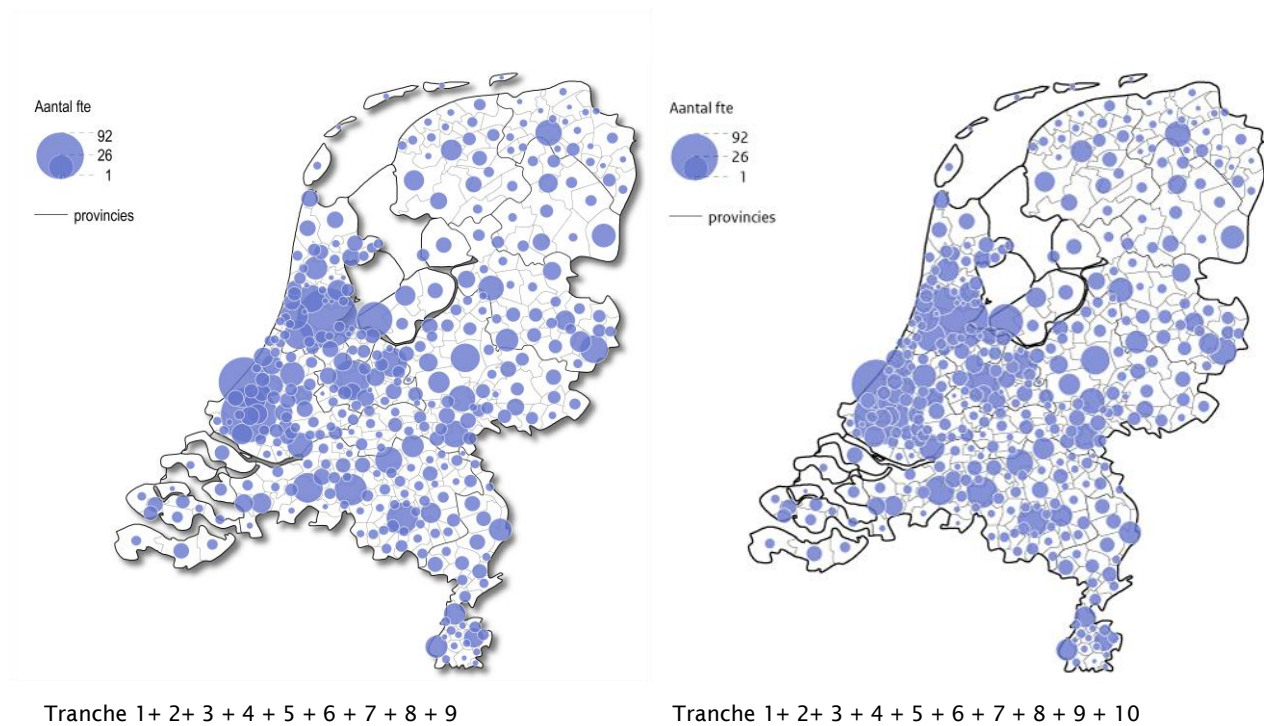 Aantal fte
92
26
1
provincies
Aantal fte
92
26
1
provincies
Tranche 1+ 2+ 3 + 4 + 5 + 6 + 7 + 8 + 9
Tranche 1+ 2+ 3 + 4 + 5 + 6 + 7 + 8 + 9 + 10